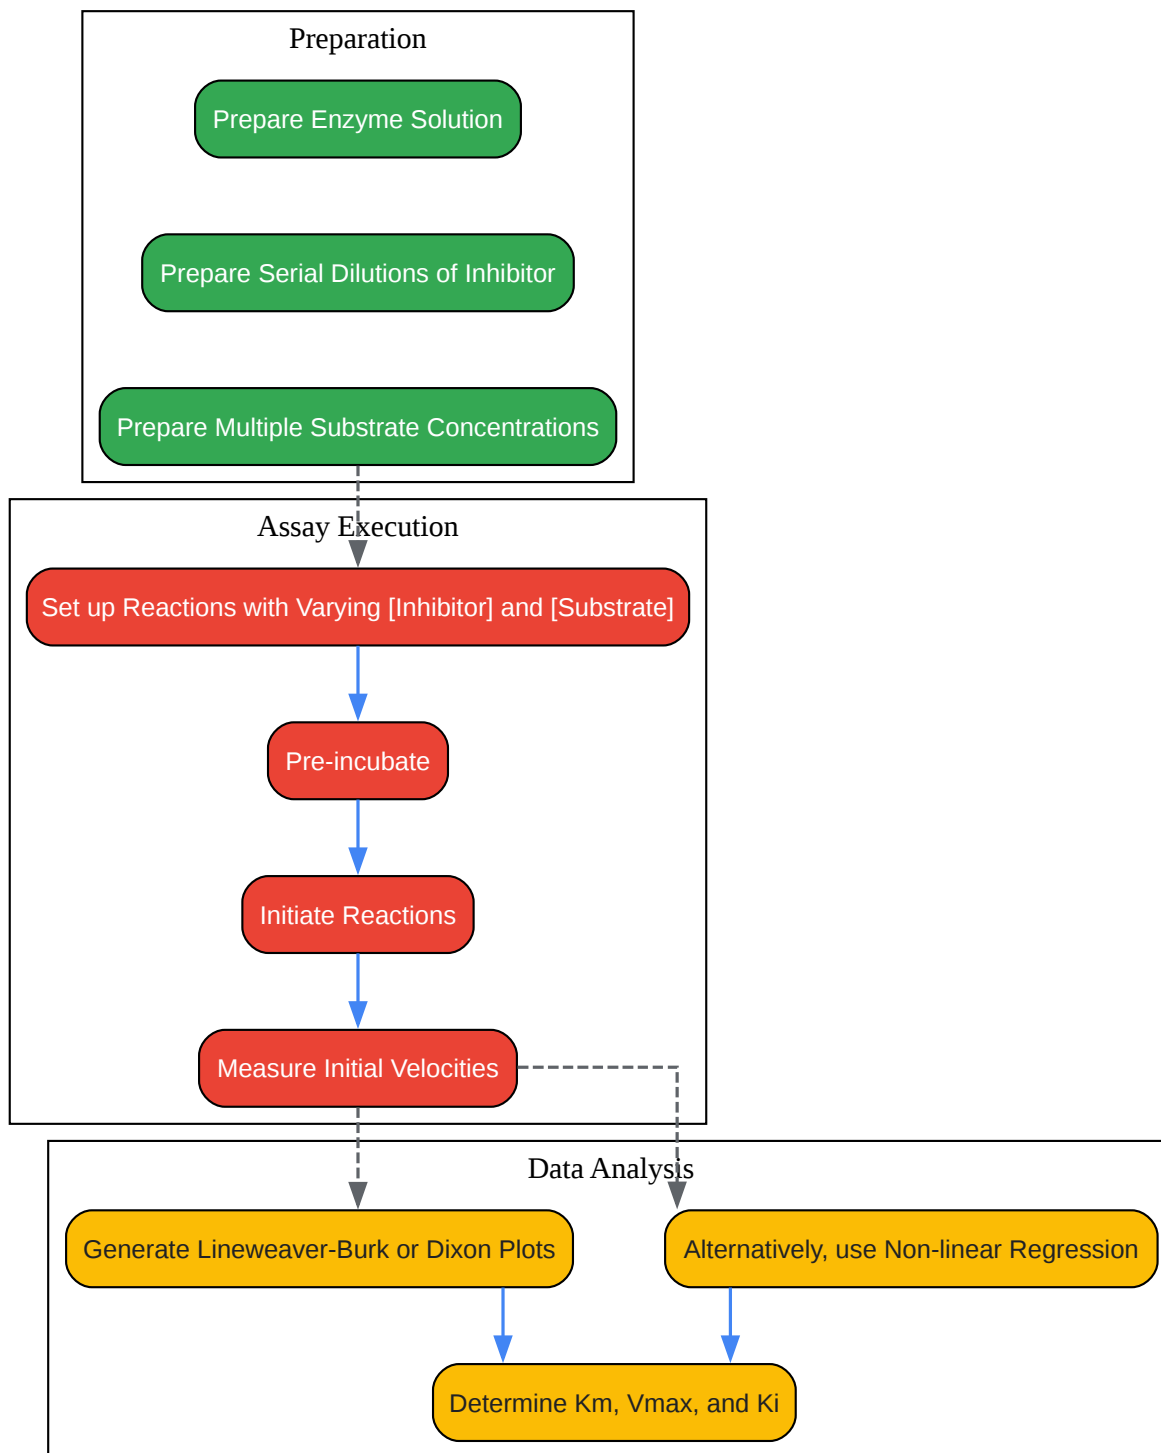 Preparation
Prepare Enzyme Solution
Prepare Serial Dilutions of Inhibitor
Prepare Multiple Substrate Concentrations
Assay Execution
Set up Reactions with Varying [Inhibitor] and [Substrate]
Pre-incubate
Initiate Reactions
Measure Initial Velocities
Data Analysis
Generate Lineweaver-Burk or Dixon Plots
Alternatively, use Non-linear Regression
Determine Km, Vmax, and Ki